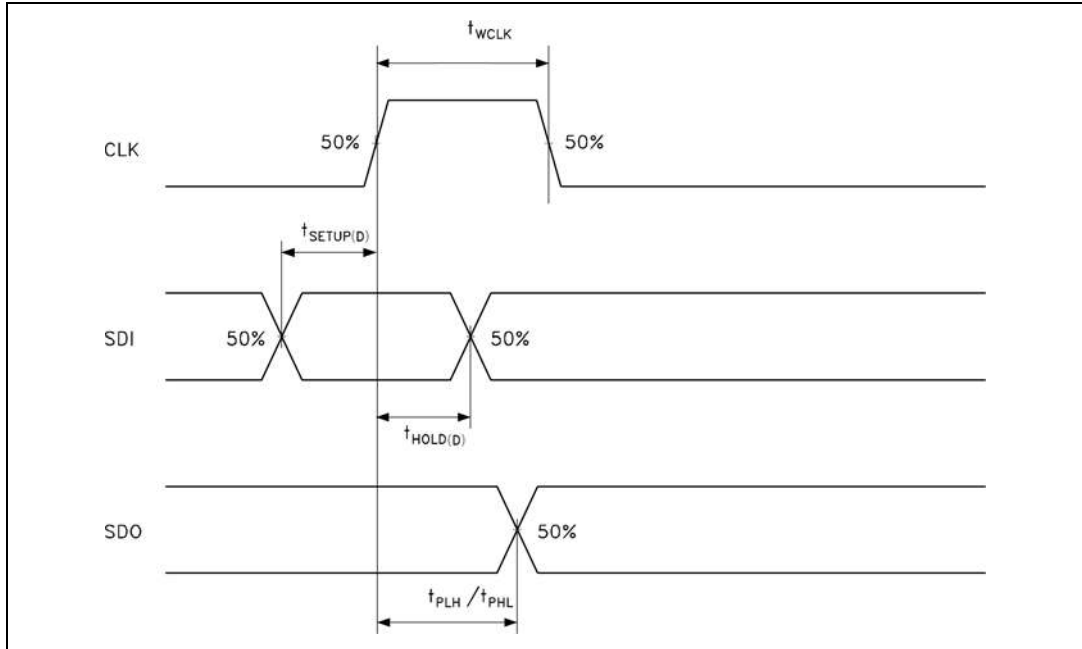 tWCLK
CLK
50%
50%
tSETUP(D)
SDI
50%
50%
tHOLD(D)
SDO
50%
tPLH /tPHL